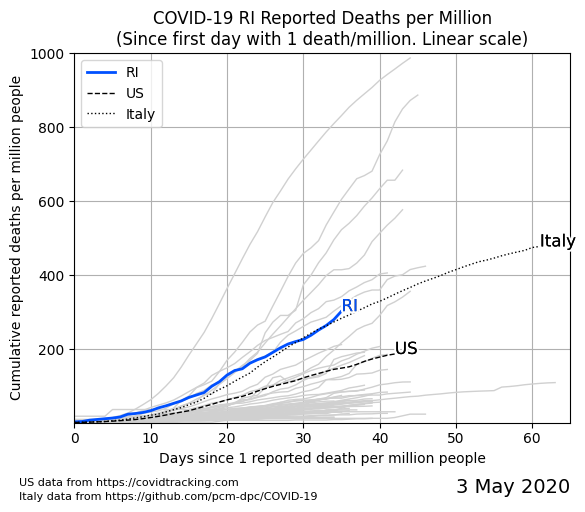 COVID-19 RI Reported Deaths per Million
(Since first day with 1 death/million. Linear scale)
Cumulative reported deaths per million people
1000
800
600
400
200
RI
US
Italy
Italy
RI
US
0
10
20
30
40
50
60
Days since 1 reported death per million people
US data from https://covidtracking.com
Italy data from https://github.com/pcm-dpc/COVID-19
3 May 2020